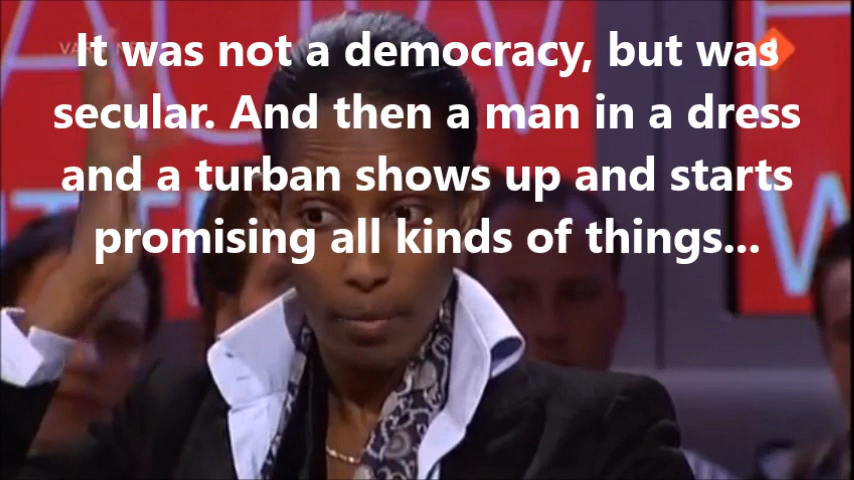 It was not a democracy, but was
secular. And then a man in a dress
and a turban shows up and starts
promising all kinds of things...